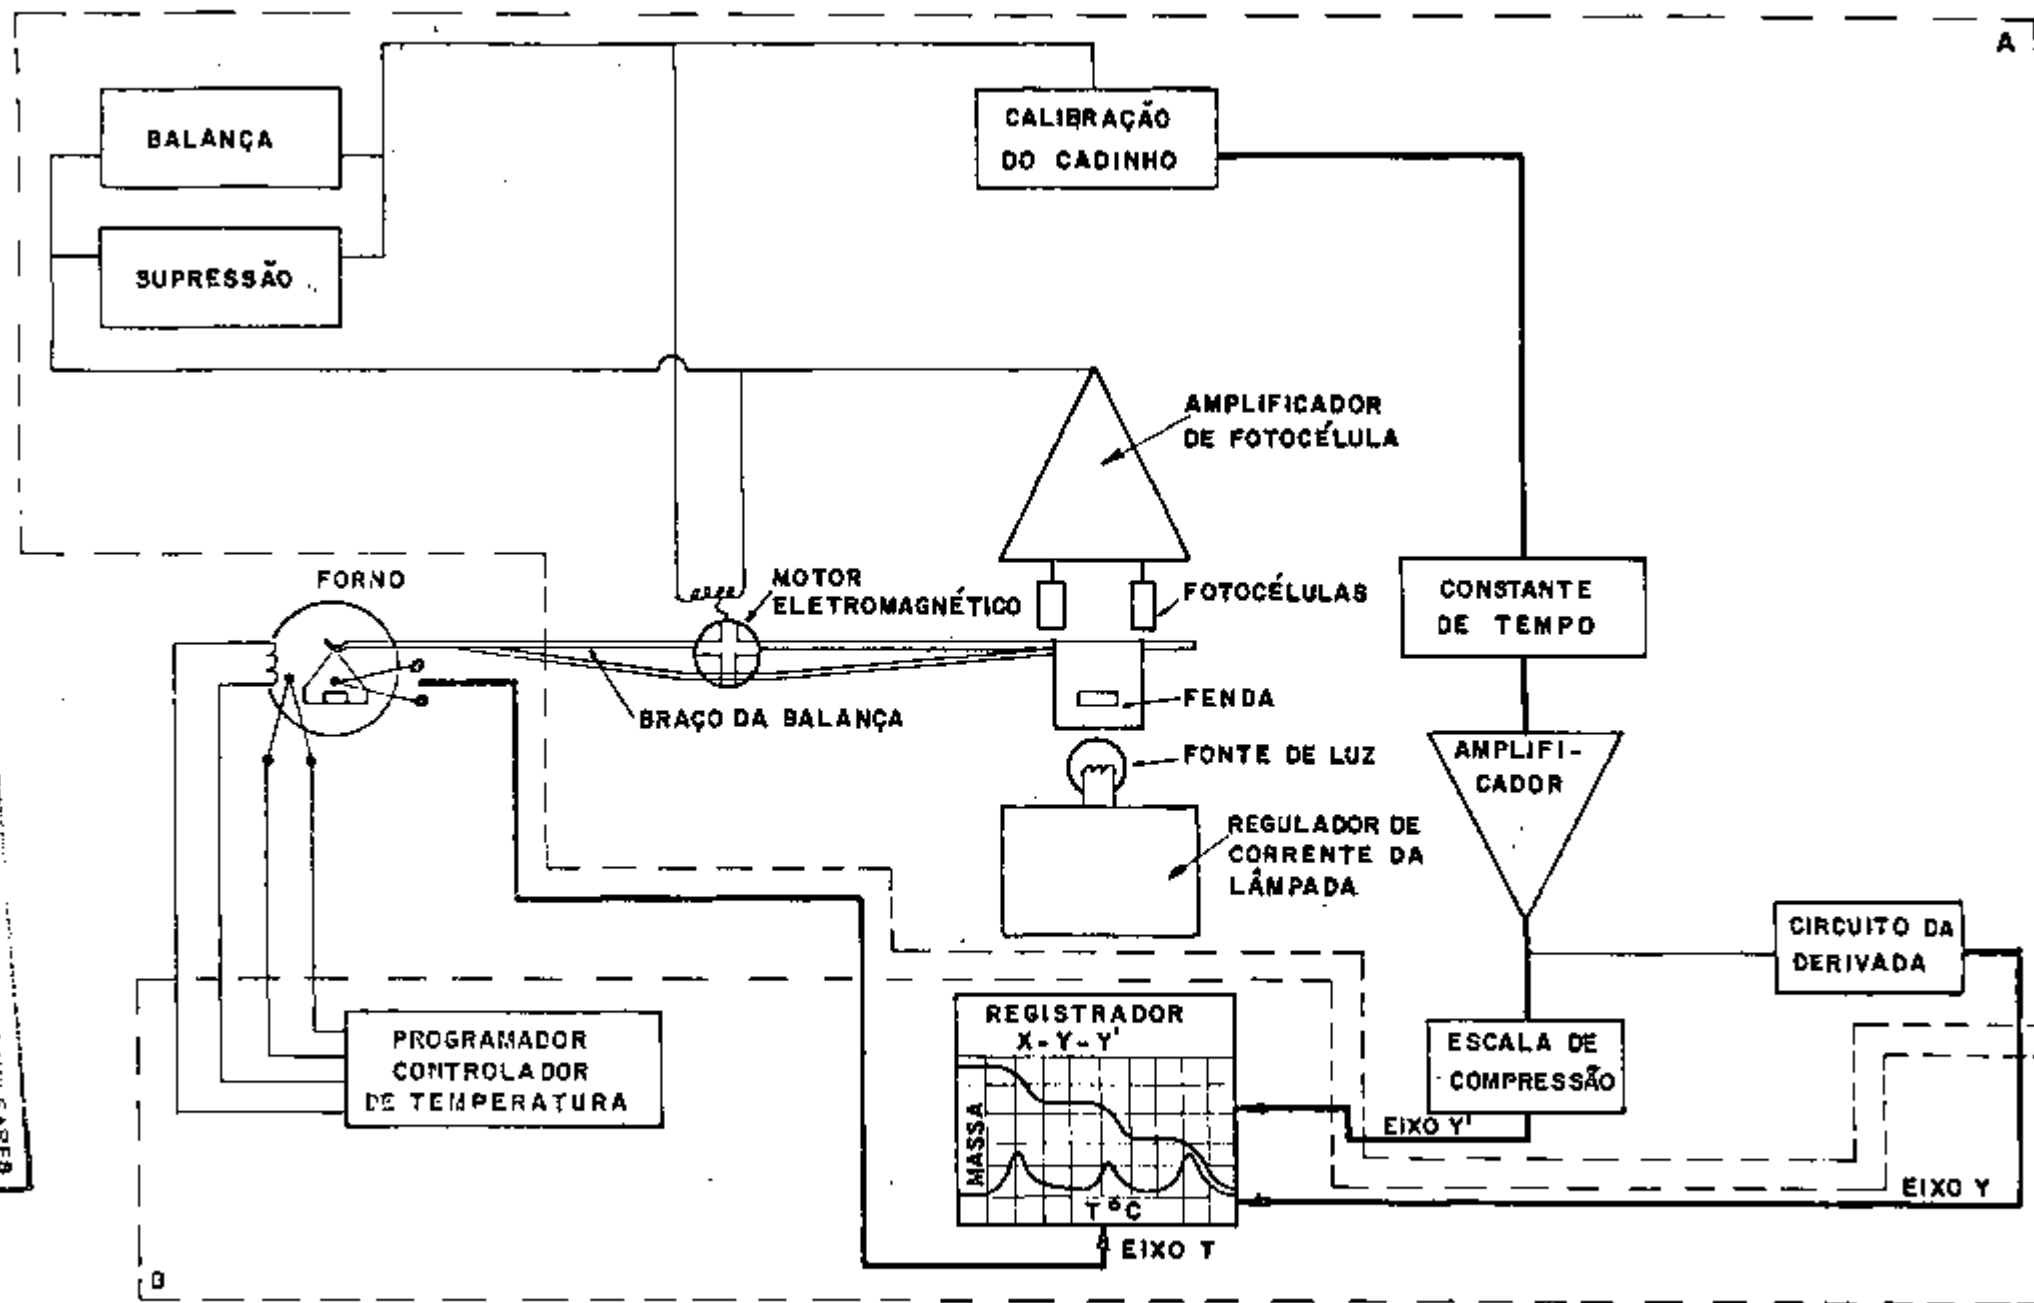 A
BALANÇA
CALIBRAÇÃO
DO CADINHO
SUPRESSÃO
AMPLIFICADOR
DE FOTOCÉLULA
FORNO
MOTOR
ELETROMAGNÉTICO
FOTOCÉLULAS
CONSTANTE
DE TEMPO
BRAÇO DA BALANÇA
FENDA
FONTE DE LUZ
AMPLIFI-
CADOR
REGULADOR DE
CORRENTE DA
LÂMPADA
CIRCUITO DA
DERIVADA
PROGRAMADOR
CONTROLADOR
DE TEMPERATURA
REGISTRADOR
X-Y-Y'
MASSA
T°C
ESCALA DE
COMPRESSÃO
EIXO Y'
EIXO Y
EIXO T
B